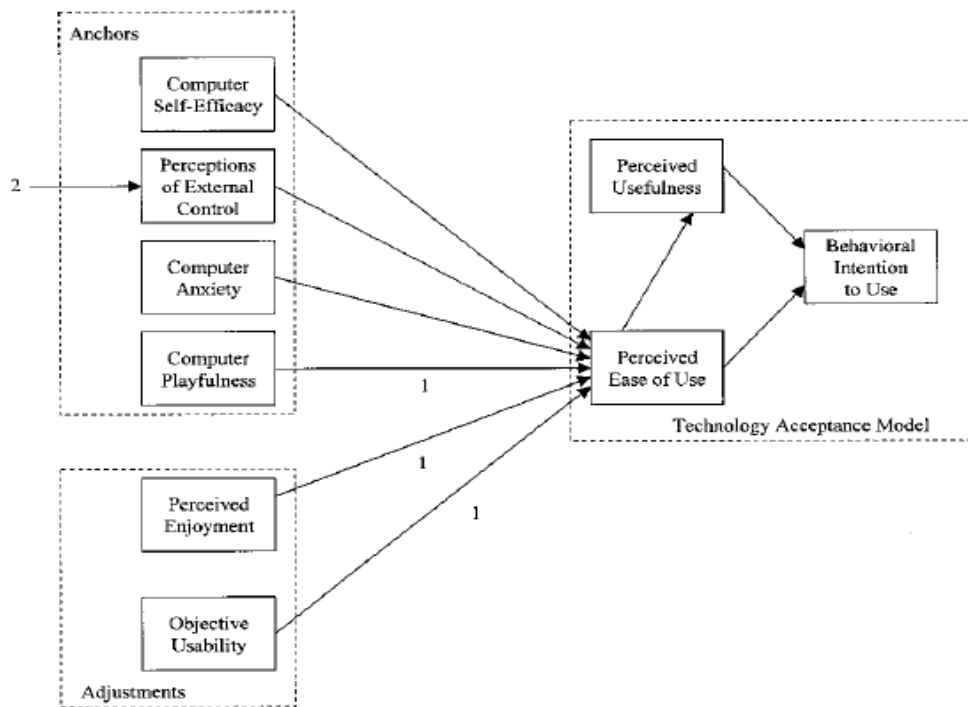 Anchors
Computer
Self-Efficacy
2
Perceptions
of External
Control
Computer
Anxiety
Computer
Playfulness
1
1
1
Perceived
Usefulness
Behavioral
Intention
to Use
Perceived
Ease of Use
Technology Acceptance Model
Perceived
Enjoyment
Objective
Usability
Adjustments